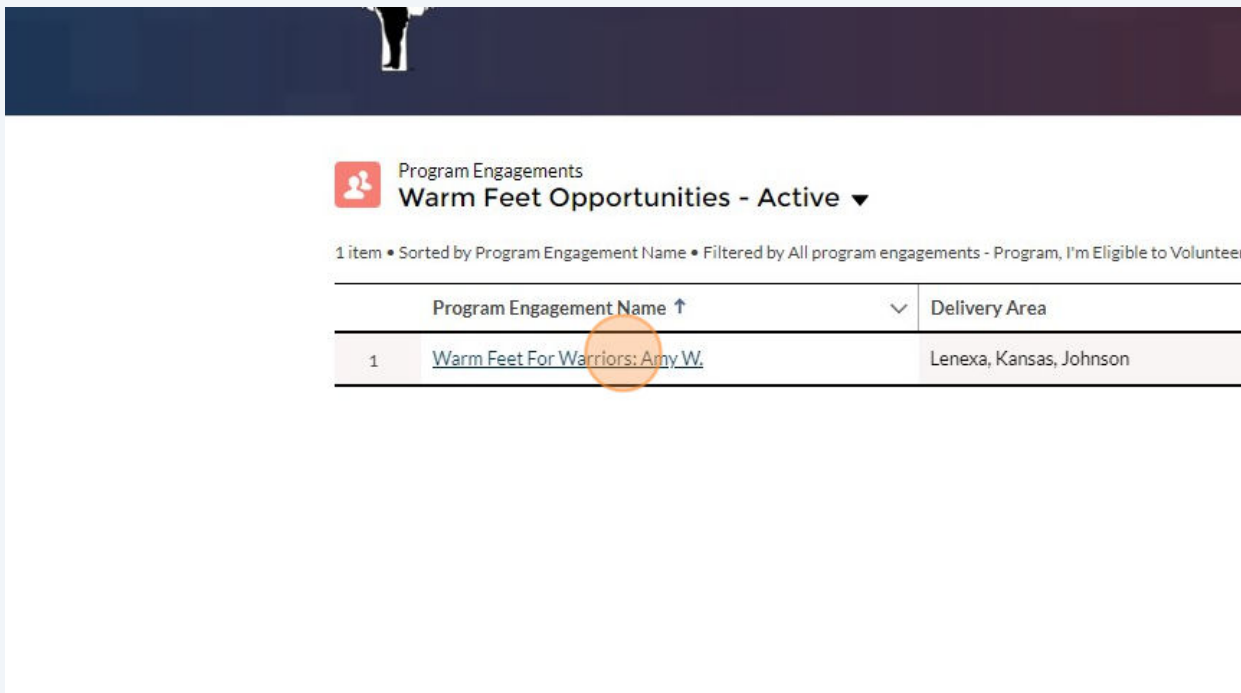 Program Engagements
Warm Feet Opportunities - Active
1 item • Sorted by Program Engagement Name • Filtered by All program engagements - Program, I'm Eligible to Volunteer
Program Engagement Name ↑ Delivery Area
1 Warm Feet For Warriors: Amy W. Lenexa, Kansas, Johnson